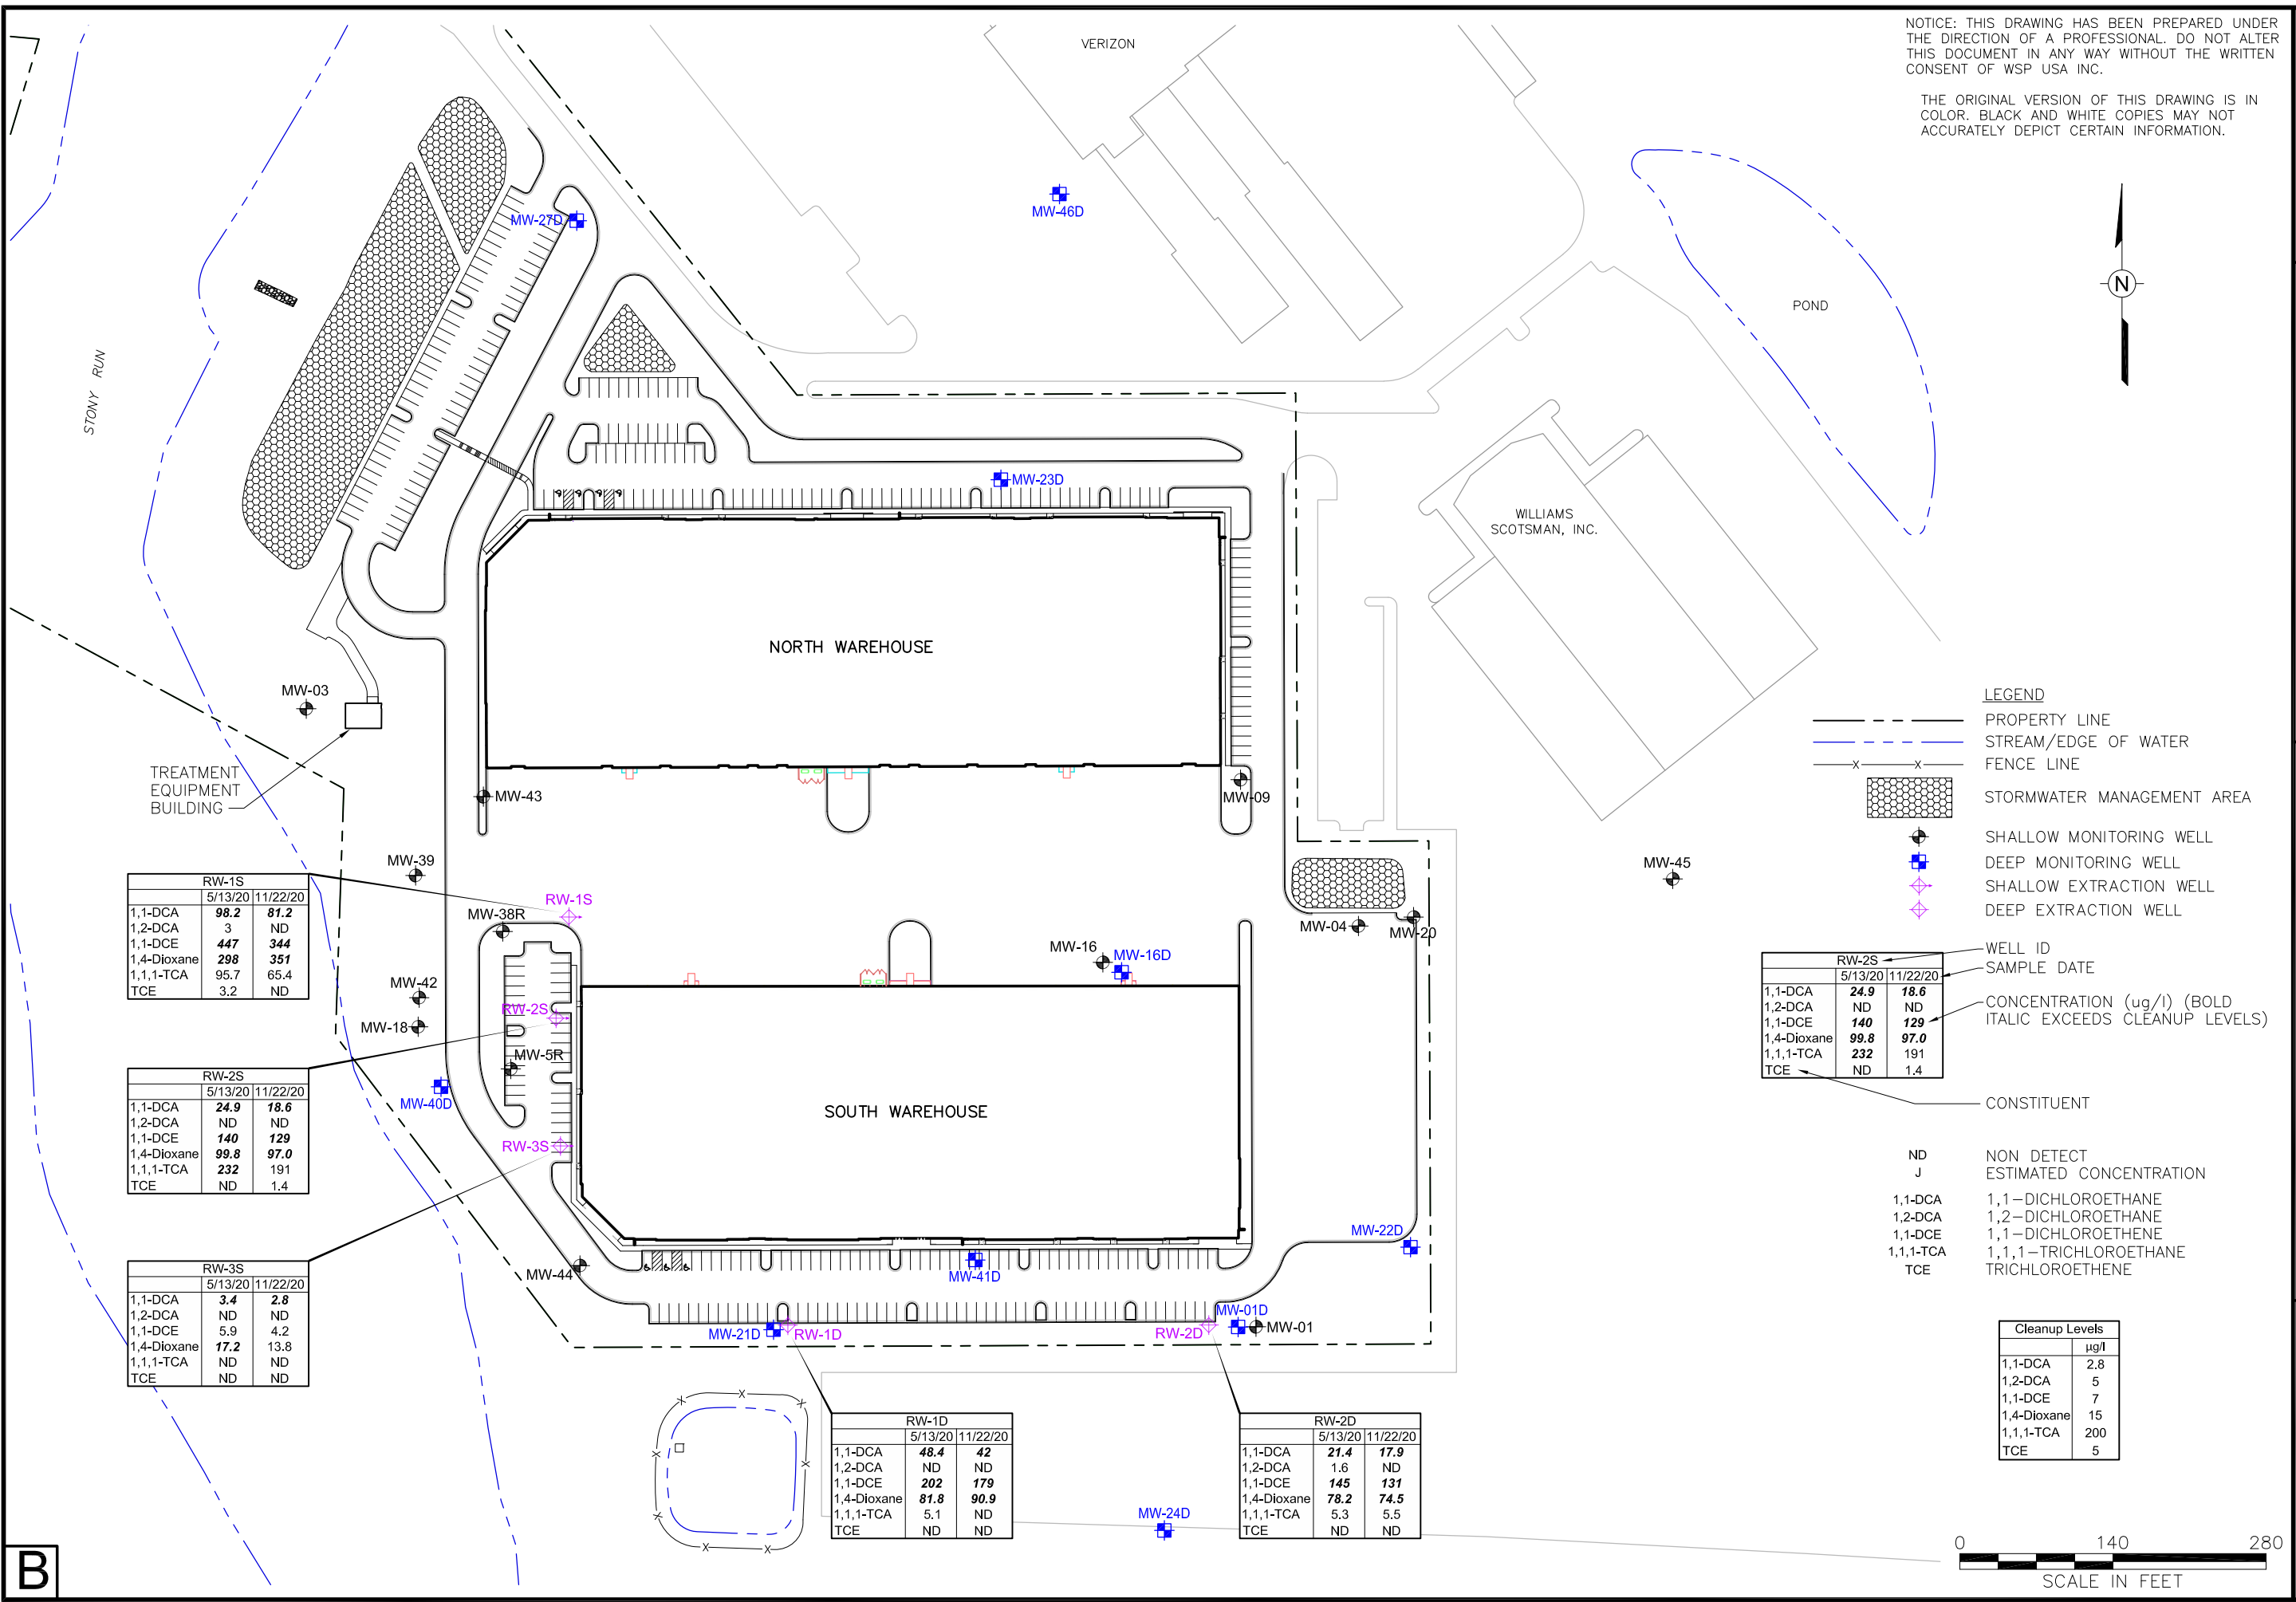 NOTICE: THIS DRAWING HAS BEEN PREPARED UNDER
THE DIRECTION OF A PROFESSIONAL. DO NOT ALTER
THIS DOCUMENT IN ANY WAY WITHOUT THE WRITTEN
CONSENT OF WSP USA INC.
THE ORIGINAL VERSION OF THIS DRAWING IS IN
COLOR. BLACK AND WHITE COPIES MAY NOT
ACCURATELY DEPICT CERTAIN INFORMATION.
VERIZON
MW-46D
MW-27D
N
POND
STONY RUN
MW-23D
WILLIAMS
SCOTSMAN, INC.
NORTH WAREHOUSE
MW-03
TREATMENT
EQUIPMENT
BUILDING
MW-43
MW-09
MW-39
MW-45
RW-1S
MW-38R
MW-04
MW-20
MW-16
MW-16D
MW-42
RW-2S
MW-18
MW-5R
MW-40D
SOUTH WAREHOUSE
RW-3S
MW-22D
MW-44
MW-41D
MW-01D
MW-21D
RW-1D
RW-2D
MW-01
MW-24D
RW-1S
5/13/20 11/22/20
1,1-DCA 98.2 81.2
1,2-DCA 3 ND
1,1-DCE 447 344
1,4-Dioxane 298 351
1,1,1-TCA 95.7 65.4
TCE 3.2 ND
RW-2S
5/13/20 11/22/20
1,1-DCA 24.9 18.6
1,2-DCA ND ND
1,1-DCE 140 129
1,4-Dioxane 99.8 97.0
1,1,1-TCA 232 191
TCE ND 1.4
RW-3S
5/13/20 11/22/20
1,1-DCA 3.4 2.8
1,2-DCA ND ND
1,1-DCE 5.9 4.2
1,4-Dioxane 17.2 13.8
1,1,1-TCA ND ND
TCE ND ND
RW-1D
5/13/20 11/22/20
1,1-DCA 48.4 42
1,2-DCA ND ND
1,1-DCE 202 179
1,4-Dioxane 81.8 90.9
1,1,1-TCA 5.1 ND
TCE ND ND
RW-2D
5/13/20 11/22/20
1,1-DCA 21.4 17.9
1,2-DCA 1.6 ND
1,1-DCE 145 131
1,4-Dioxane 78.2 74.5
1,1,1-TCA 5.3 5.5
TCE ND ND
X X X X X X X X
LEGEND
PROPERTY LINE
STREAM/EDGE OF WATER
X X FENCE LINE
STORMWATER MANAGEMENT AREA
SHALLOW MONITORING WELL
DEEP MONITORING WELL
SHALLOW EXTRACTION WELL
DEEP EXTRACTION WELL
RW-2S
5/13/20 11/22/20
1,1-DCA 24.9 18.6
1,2-DCA ND ND
1,1-DCE 140 129
1,4-Dioxane 99.8 97.0
1,1,1-TCA 232 191
TCE ND 1.4
WELL ID
SAMPLE DATE
CONCENTRATION (ug/l) (BOLD
ITALIC EXCEEDS CLEANUP LEVELS)
CONSTITUENT
ND NON DETECT
J ESTIMATED CONCENTRATION
1,1-DCA 1,1-DICHLOROETHANE
1,2-DCA 1,2-DICHLOROETHANE
1,1-DCE 1,1-DICHLOROETHENE
1,1,1-TCA 1,1,1-TRICHLOROETHANE
TCE TRICHLOROETHENE
Cleanup Levels
µg/l
1,1-DCA 2.8
1,2-DCA 5
1,1-DCE 7
1,4-Dioxane 15
1,1,1-TCA 200
TCE 5
0 140 280
SCALE IN FEET
B